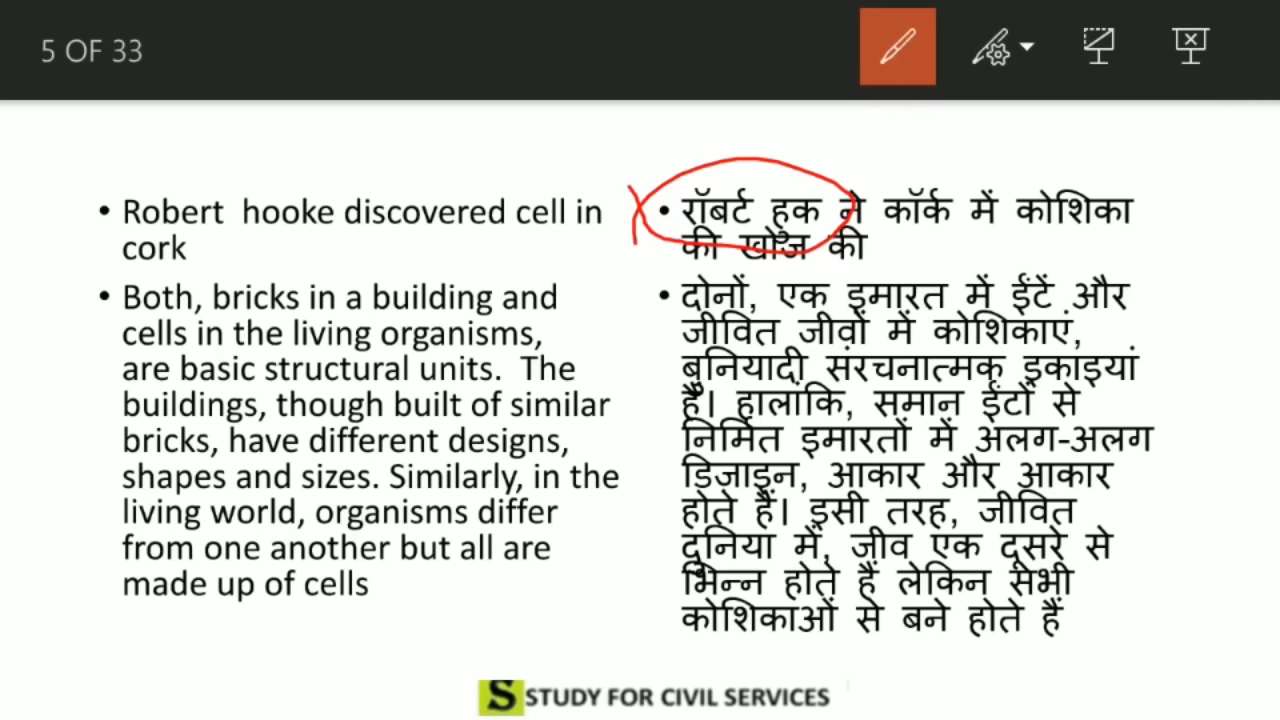 5 OF 33
• Robert hooke discovered cell in
cork
• Both, bricks in a building and
cells in the living organisms,
are basic structural units. The
buildings, though built of similar
bricks, have different designs,
shapes and sizes. Similarly, in the
living world, organisms differ
from one another but all are
made up of cells
• रॉबर्ट हुक ने कॉर्क में कोशिका
की खोज की
• दोनों, एक इमारत में ईंटें और
जीवित जीवों में कोशिकाएं,
बुनियादी संरचनात्मक इकाइयां
हैं। हालांकि, समान ईंटों से
निर्मित इमारतों में अलग-अलग
डिजाइन, आकार और आकार
होते हैं। इसी तरह, जीवित
दुनिया में, जीव एक दूसरे से
भिन्न होते हैं लेकिन सभी
कोशिकाओं से बने होते हैं
S STUDY FOR CIVIL SERVICES